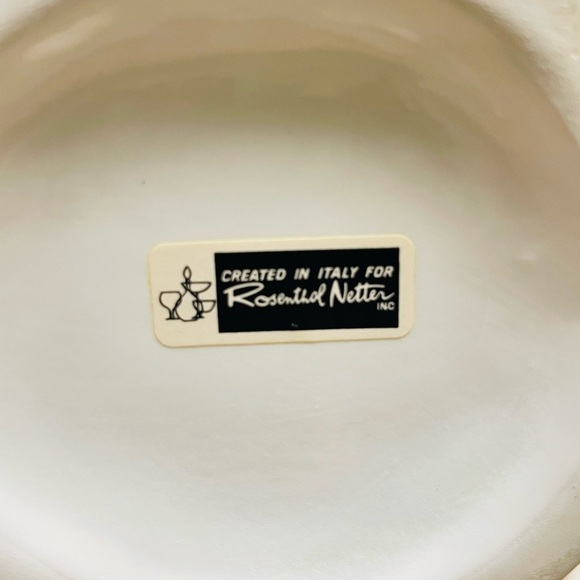 CREATED IN ITALY FOR
Rosenthal Netter
INC